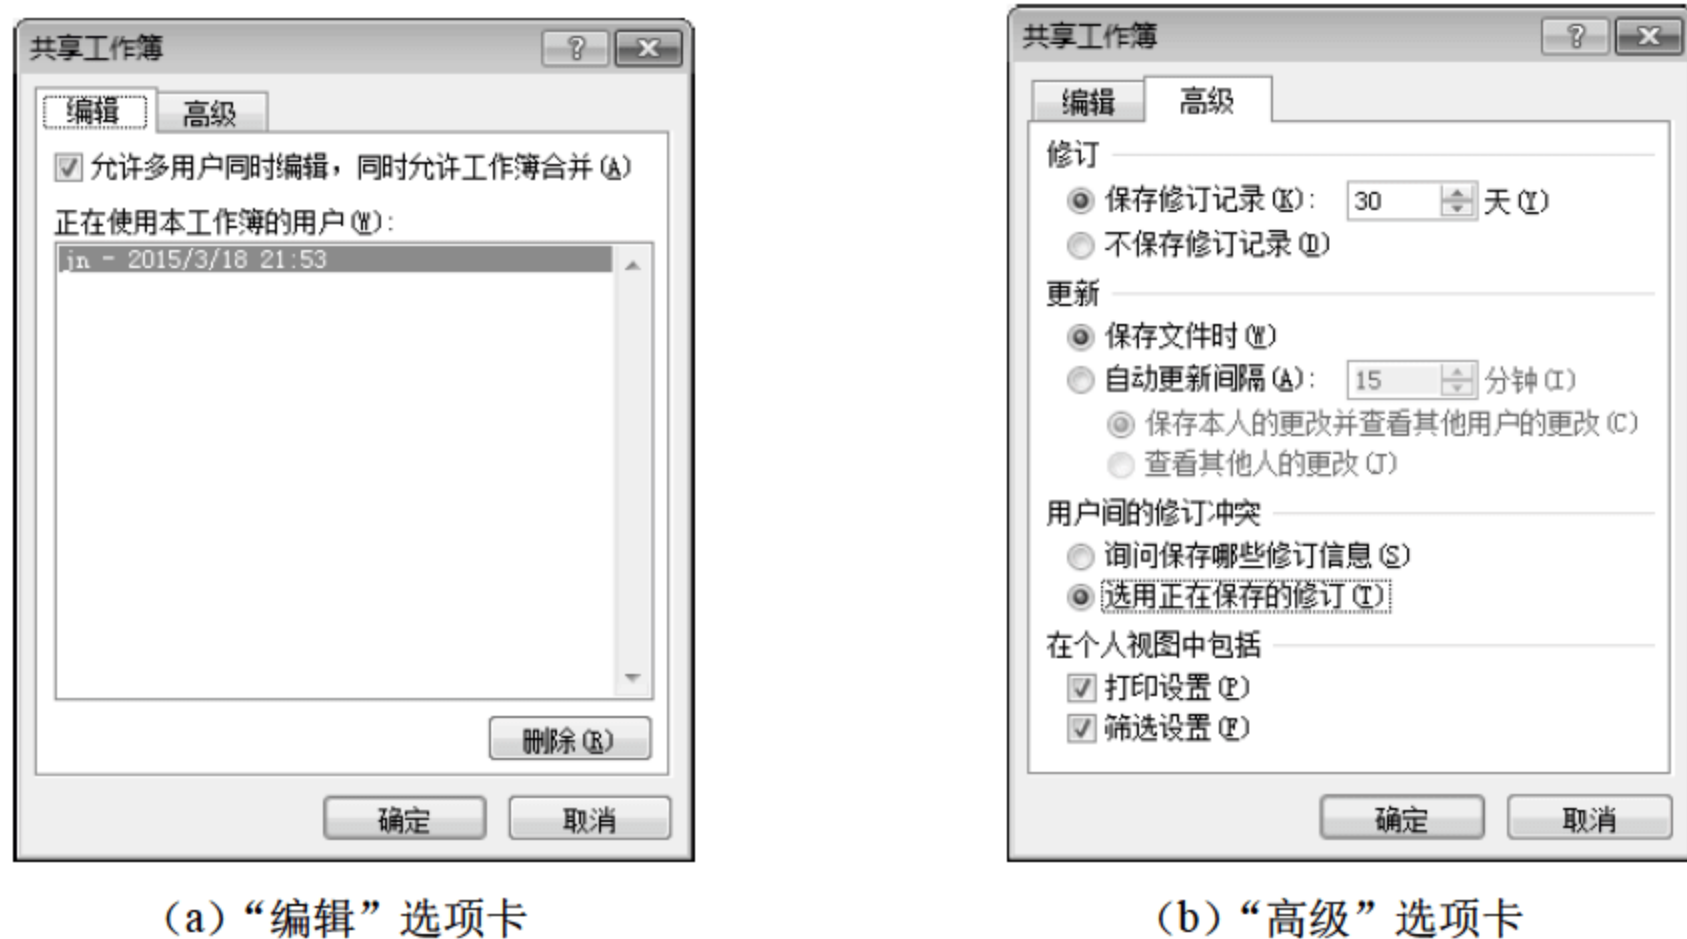 共享工作簿
编辑
高级
允许多用户同时编辑，同时允许工作簿合并(A)
正在使用本工作簿的用户(W):
jn - 2015/3/18 21:53
删除(R)
确定
取消
(a)“编辑”选项卡
共享工作簿
编辑
高级
修订
保存修订记录(K): 30 天(Y)
不保存修订记录(D)
更新
保存文件时(W)
自动更新间隔(A): 15 分钟(I)
保存本人的更改并查看其他用户的更改(C)
查看其他人的更改(J)
用户间的修订冲突
询问保存哪些修订信息(S)
选用正在保存的修订(T)
在个人视图中包括
打印设置(P)
筛选设置(F)
确定
取消
(b)“高级”选项卡